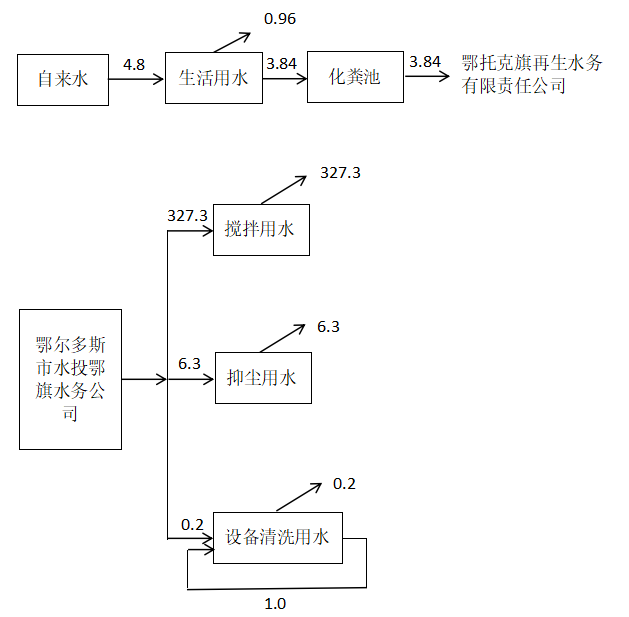 0.96
自来水
4.8
生活用水
3.84
化粪池
3.84
鄂托克旗再生水务
有限责任公司
327.3
327.3
搅拌用水
6.3
鄂尔多斯
市水投鄂
旗水务公
司
6.3
抑尘用水
0.2
0.2
设备清洗用水
1.0